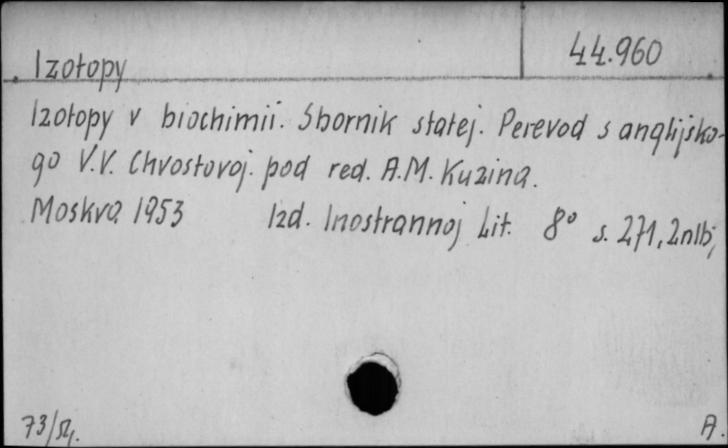 44.960
Izotopy
Izotopy v biochimii. Sbornik statej. Perevod s anglijsko-
go V.V. Chvostovoj. pod red. A.M. Kuzina.
Moskva 1953 Izd. Inostrannoj Lit. 8° s. 271, 2nlb;
73/54.
A.